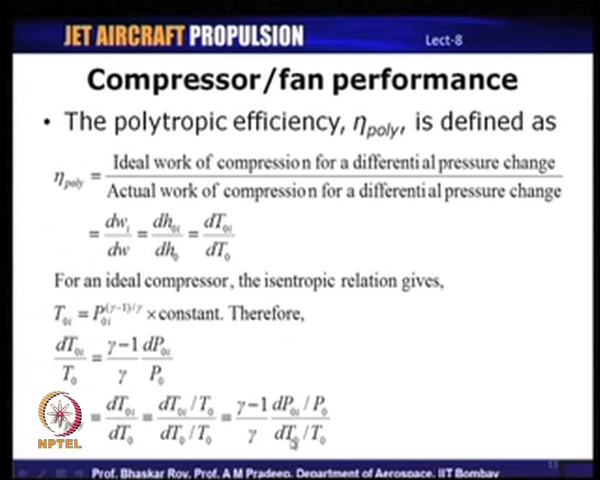 JET AIRCRAFT PROPULSION Lect-8
Compressor/fan performance
• The polytropic efficiency, η_poly, is defined as
η_poly = Ideal work of compression for a differential pressure change / Actual work of compression for a differential pressure change
= dw_i / dw = dh_0i / dh_0 = dT_0i / dT_0
For an ideal compressor, the isentropic relation gives,
T_0i = P_0i^(γ−1)/γ × constant. Therefore,
dT_0i / T_0 = (γ−1)/γ dP_0i / P_0
= dT_0i / dT_0 = (dT_0i / T_0) / (dT_0 / T_0) = (γ−1)/γ (dP_0i / P_0) / (dT_0 / T_0)
NPTEL
Prof. Bhaskar Roy, Prof. A M Pradeep, Department of Aerospace, IIT Bombay